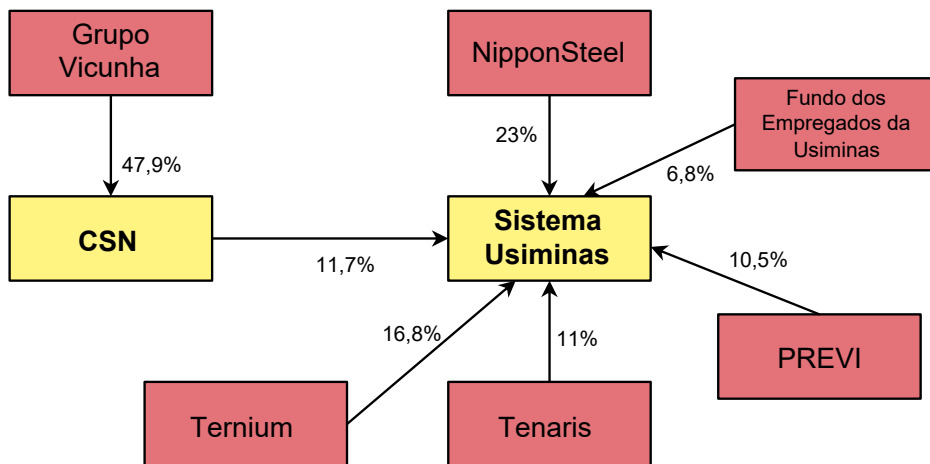 Grupo
Vicunha
NipponSteel
Fundo dos
Empregados da
Usiminas
47,9%
23%
6,8%
CSN
Sistema
Usiminas
11,7%
10,5%
16,8%
11%
PREVI
Ternium
Tenaris